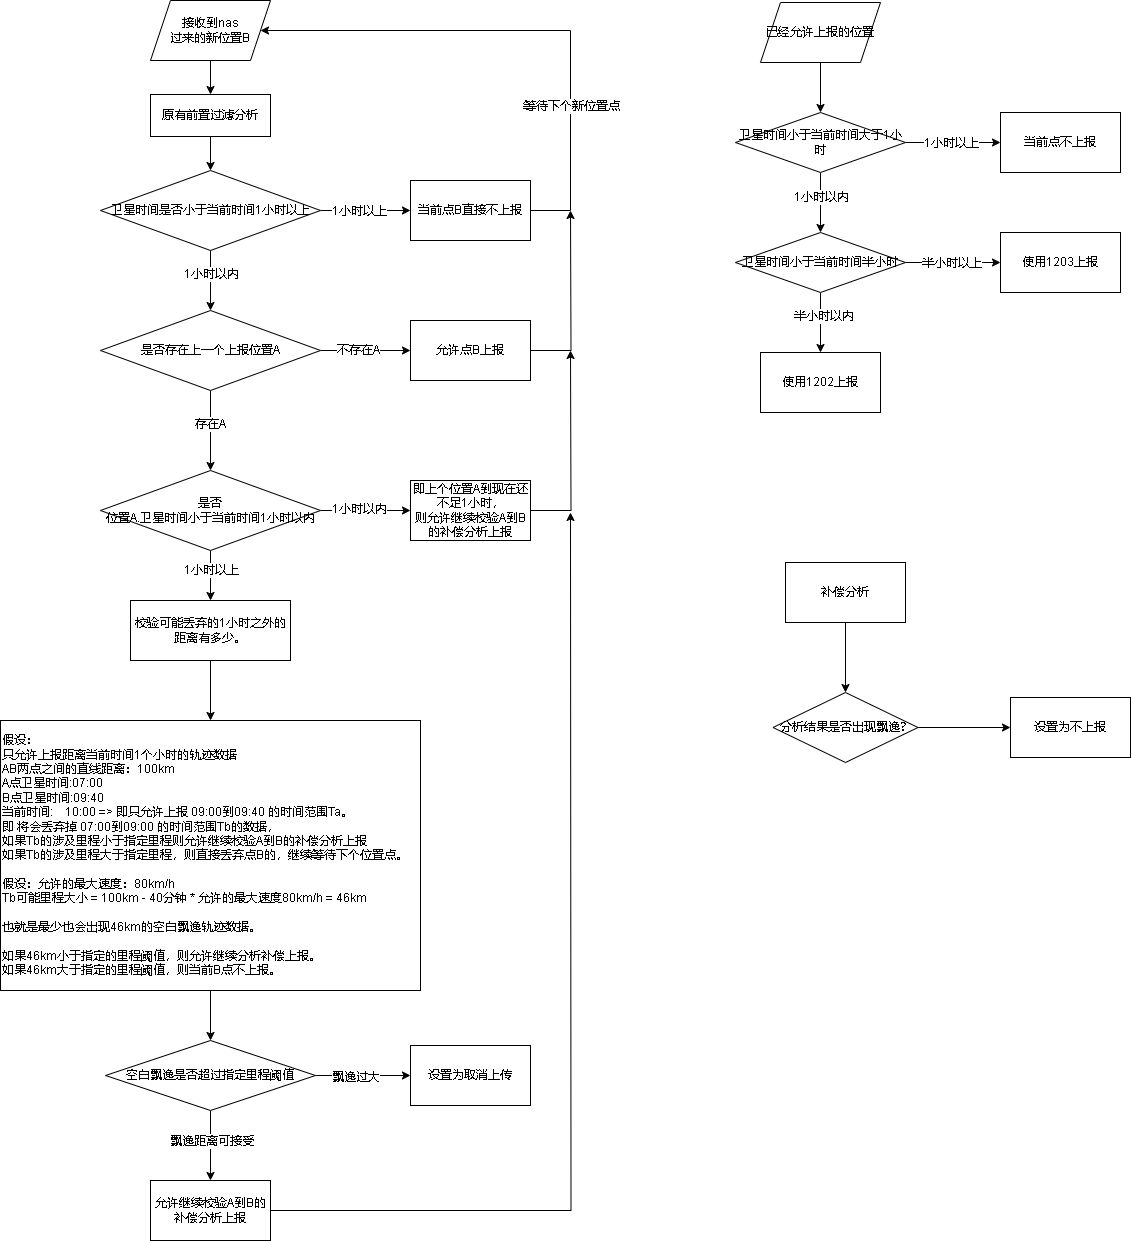 接收到nas
过来的新位置B
等待下个新位置点
原有前置过滤分析
卫星时间是否小于当前时间1小时以上
1小时以上
当前点B直接不上报
1小时以内
是否存在上一个上报位置A
不存在A
允许点B上报
存在A
是否
位置A.卫星时间小于当前时间1小时以内
1小时以内
即上个位置A到现在还
不足1小时，
则允许继续校验A到B
的补偿分析上报
1小时以上
校验可能丢弃的1小时之外的
距离有多少。
假设：
只允许上报距离当前时间1个小时的轨迹数据
AB两点之间的直线距离：100km
A点卫星时间:07:00
B点卫星时间:09:40
当前时间: 10:00 => 即只允许上报 09:00到09:40 的时间范围Ta。
即 将会丢弃掉 07:00到09:00 的时间范围Tb的数据，
如果Tb的涉及里程小于指定里程则允许继续校验A到B的补偿分析上报
如果Tb的涉及里程大于指定里程，则直接丢弃点B的，继续等待下个位置点。
假设：允许的最大速度：80km/h
Tb可能里程大小 = 100km - 40分钟 * 允许的最大速度80km/h = 46km
也就是最少也会出现46km的空白飘逸轨迹数据。
如果46km小于指定的里程阈值，则允许继续分析补偿上报。
如果46km大于指定的里程阈值，则当前B点不上报。
空白飘逸是否超过指定里程阈值
飘逸过大
设置为取消上传
飘逸距离可接受
允许继续校验A到B的
补偿分析上报
已经允许上报的位置
卫星时间小于当前时间大于1小
时
1小时以上
当前点不上报
1小时以内
卫星时间小于当前时间半小时
半小时以上
使用1203上报
半小时以内
使用1202上报
补偿分析
分析结果是否出现飘逸?
设置为不上报